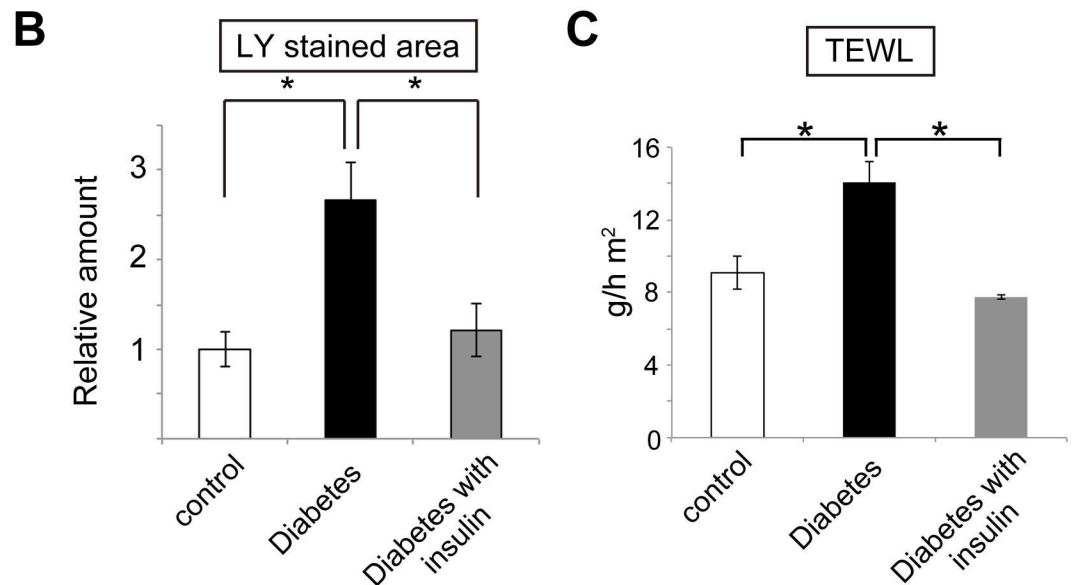 B
LY stained area
*
*
Relative amount
3
2
1
control
Diabetes
Diabetes with
insulin
C
TEWL
*
*
g/h m²
16
12
8
4
0
control
Diabetes
Diabetes with
insulin